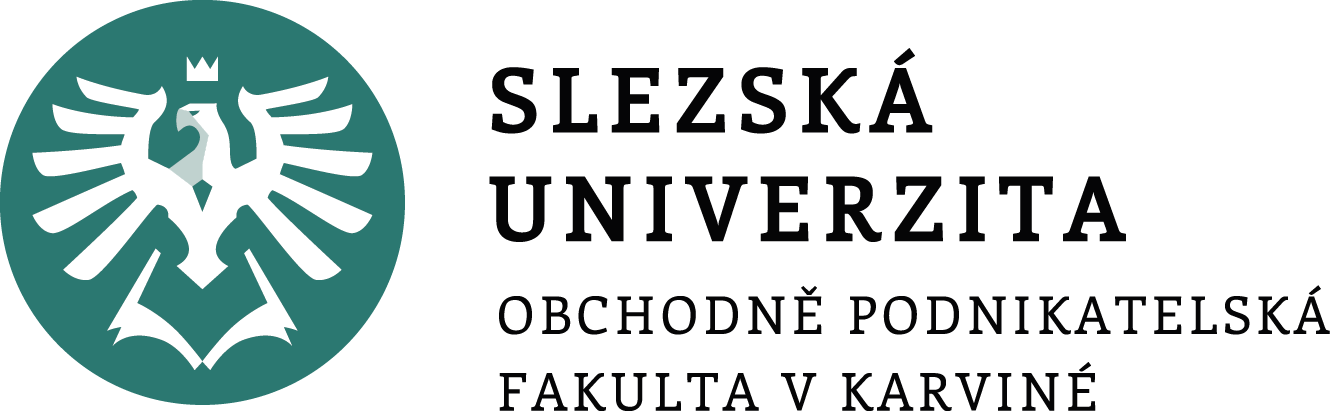 SLEZSKÁ
UNIVERZITA
OBCHODNĚ PODNIKATELSKÁ
FAKULTA V KARVINÉ